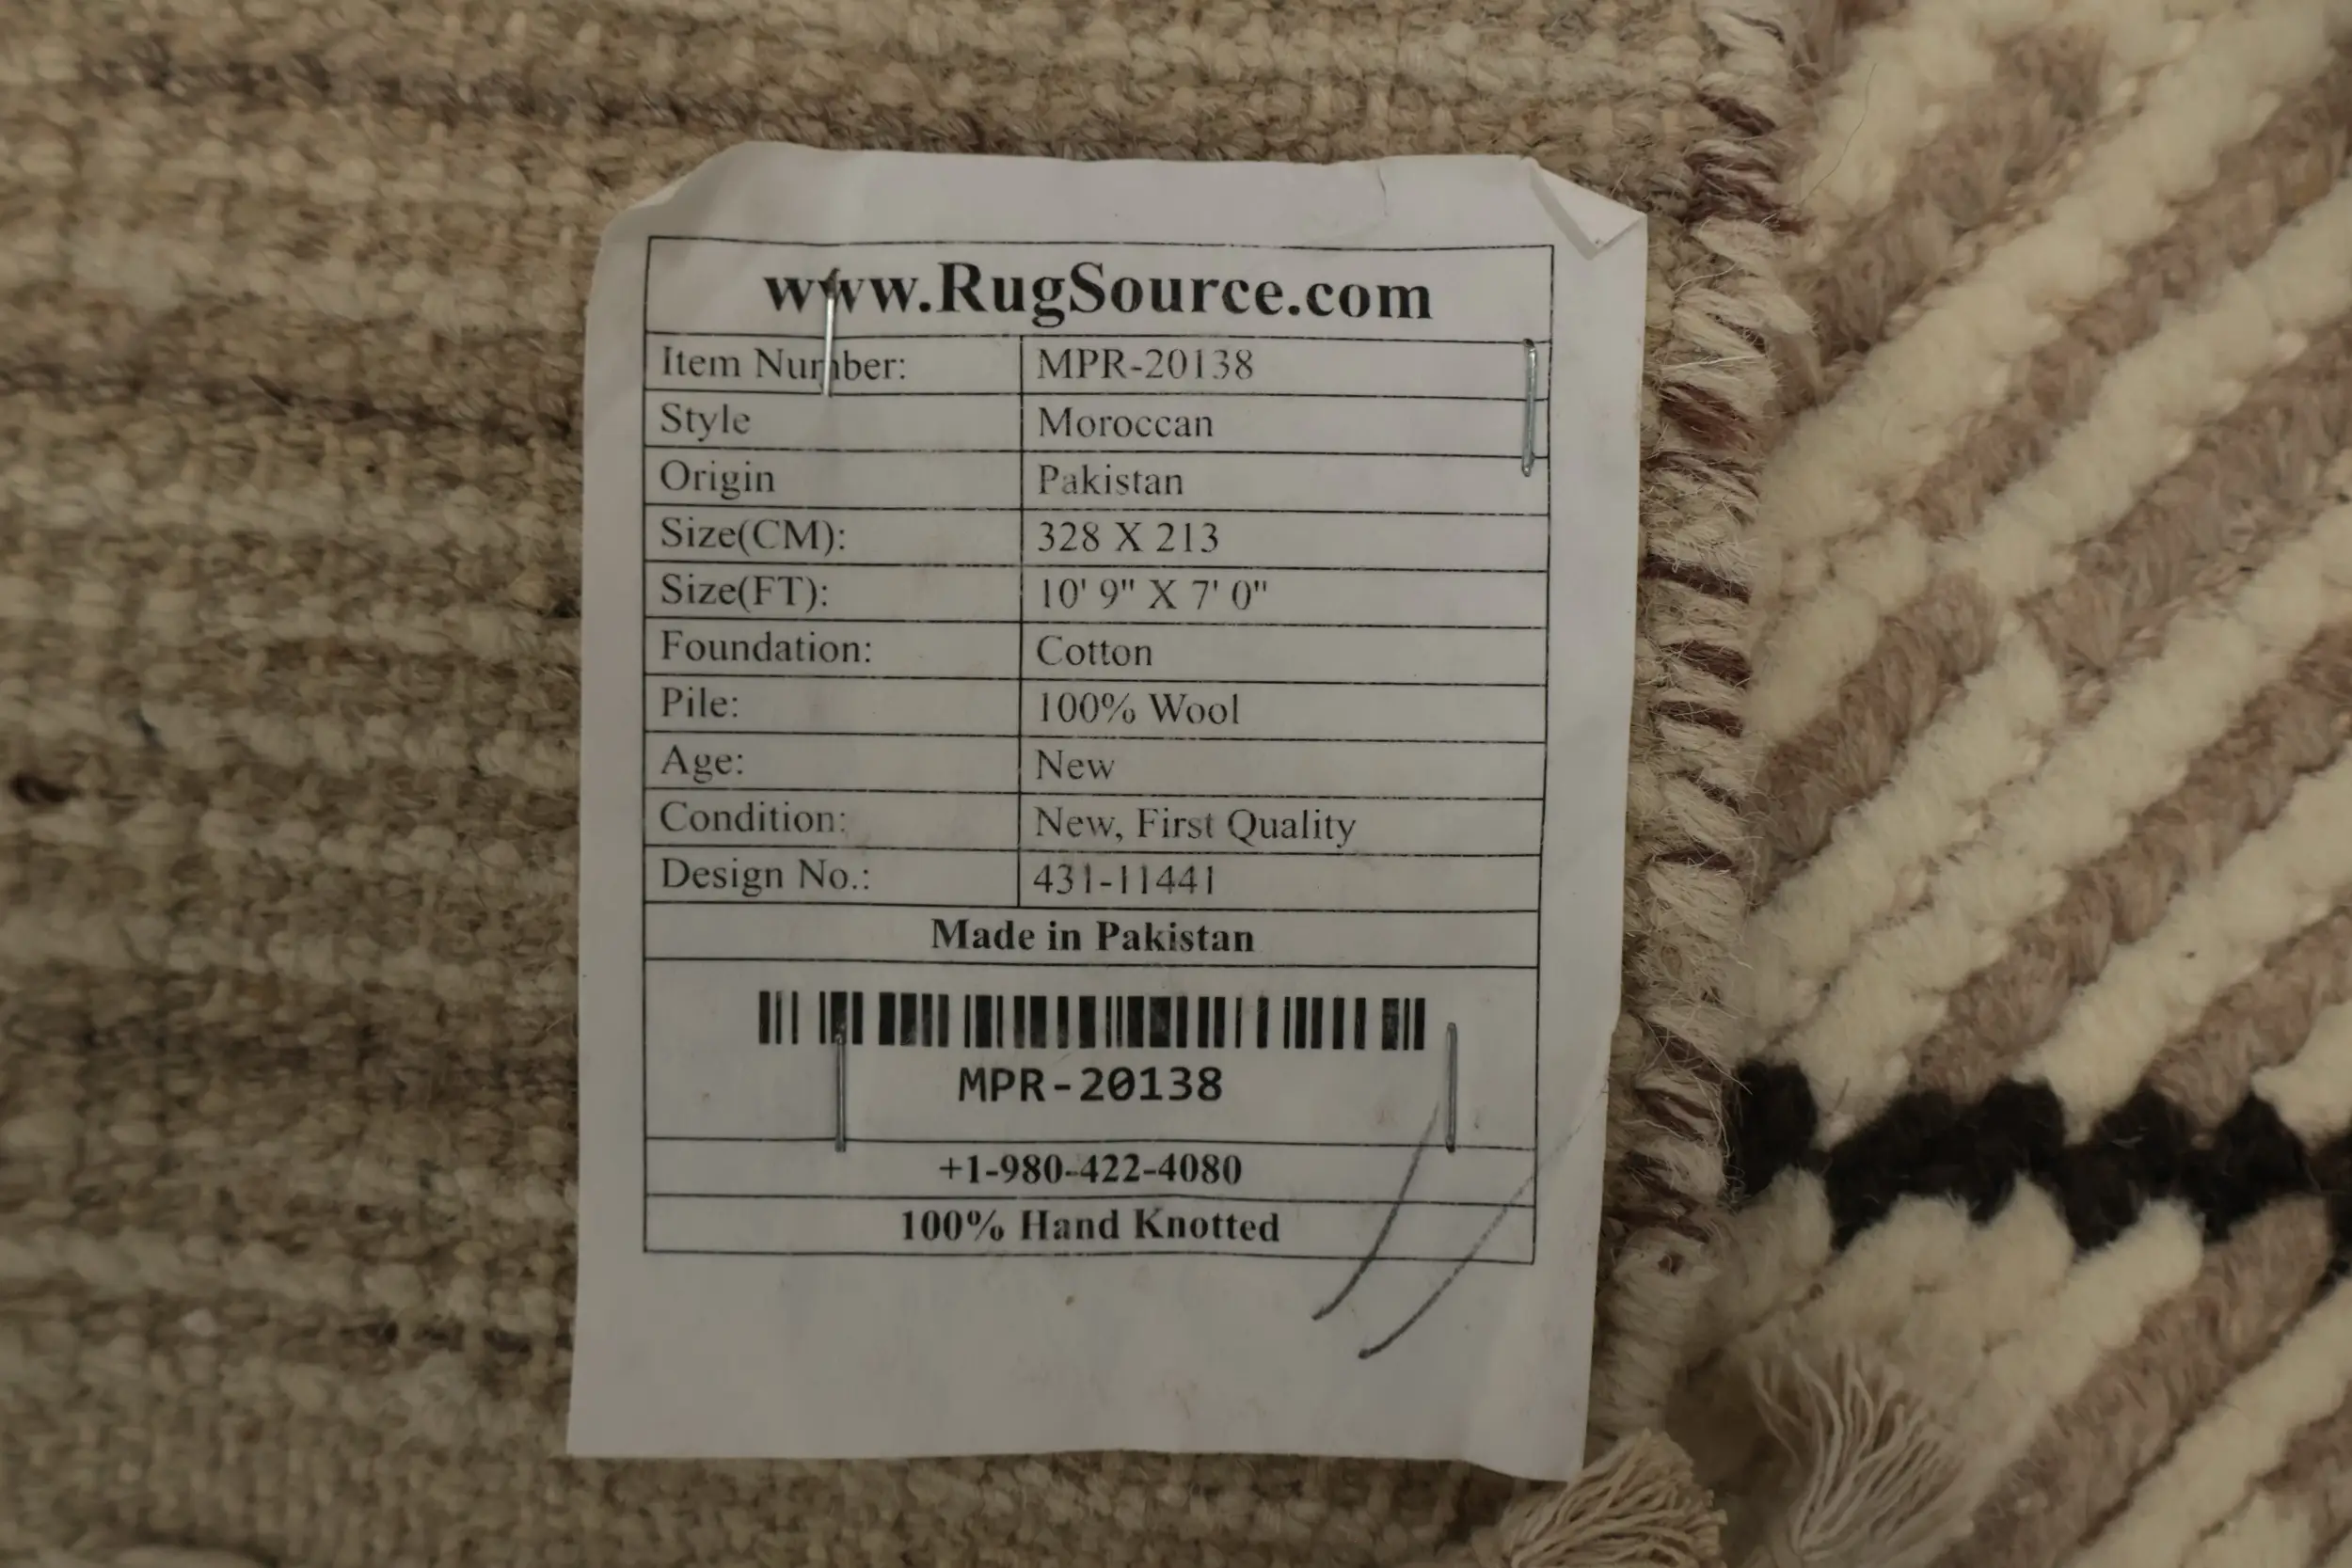 www.RugSource.com
Item Number: MPR-20138
Style Moroccan
Origin Pakistan
Size(CM): 328 X 213
Size(FT): 10' 9" X 7' 0"
Foundation: Cotton
Pile: 100% Wool
Age: New
Condition: New, First Quality
Design No.: 431-11441
Made in Pakistan
MPR-20138
+1-980-422-4080
100% Hand Knotted